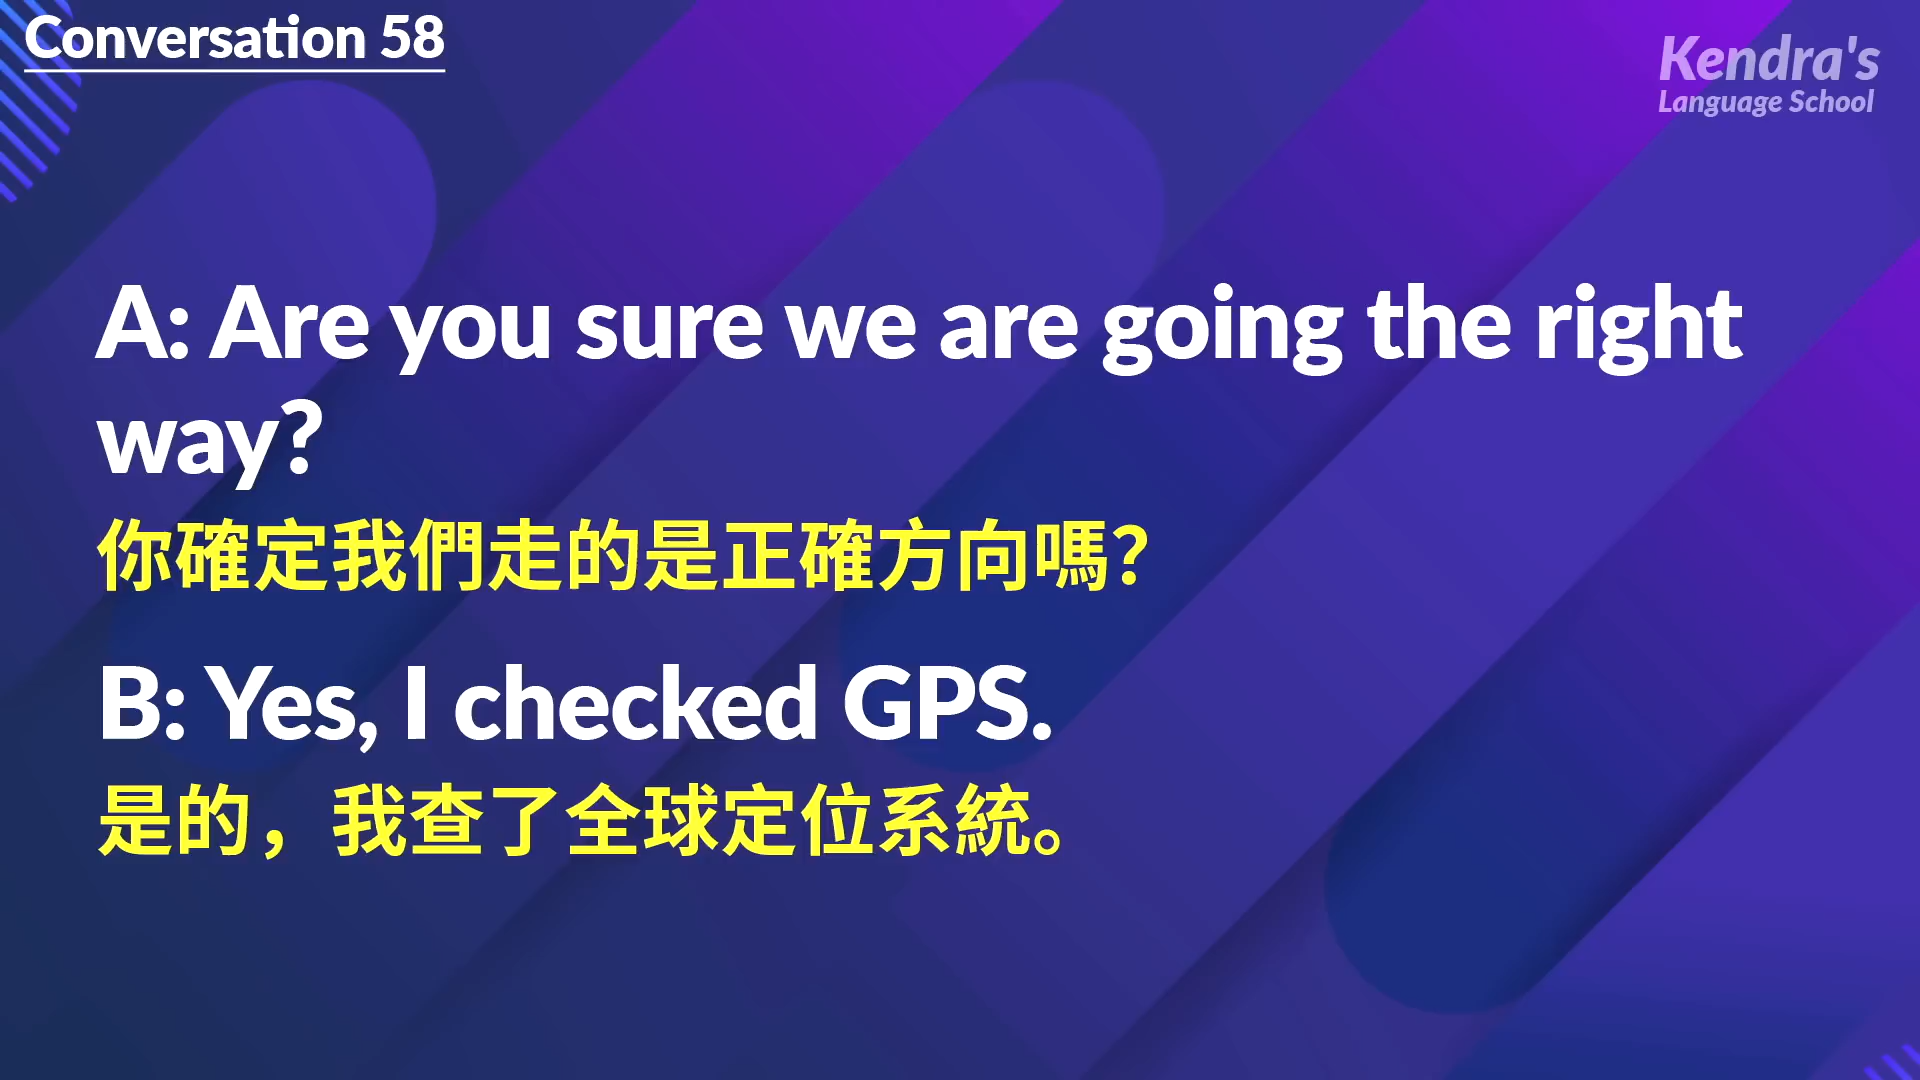 Conversation 58
Kendra's
Language School
A: Are you sure we are going the right
way?
你確定我們走的是正確方向嗎？
B: Yes, I checked GPS.
是的，我查了全球定位系統。